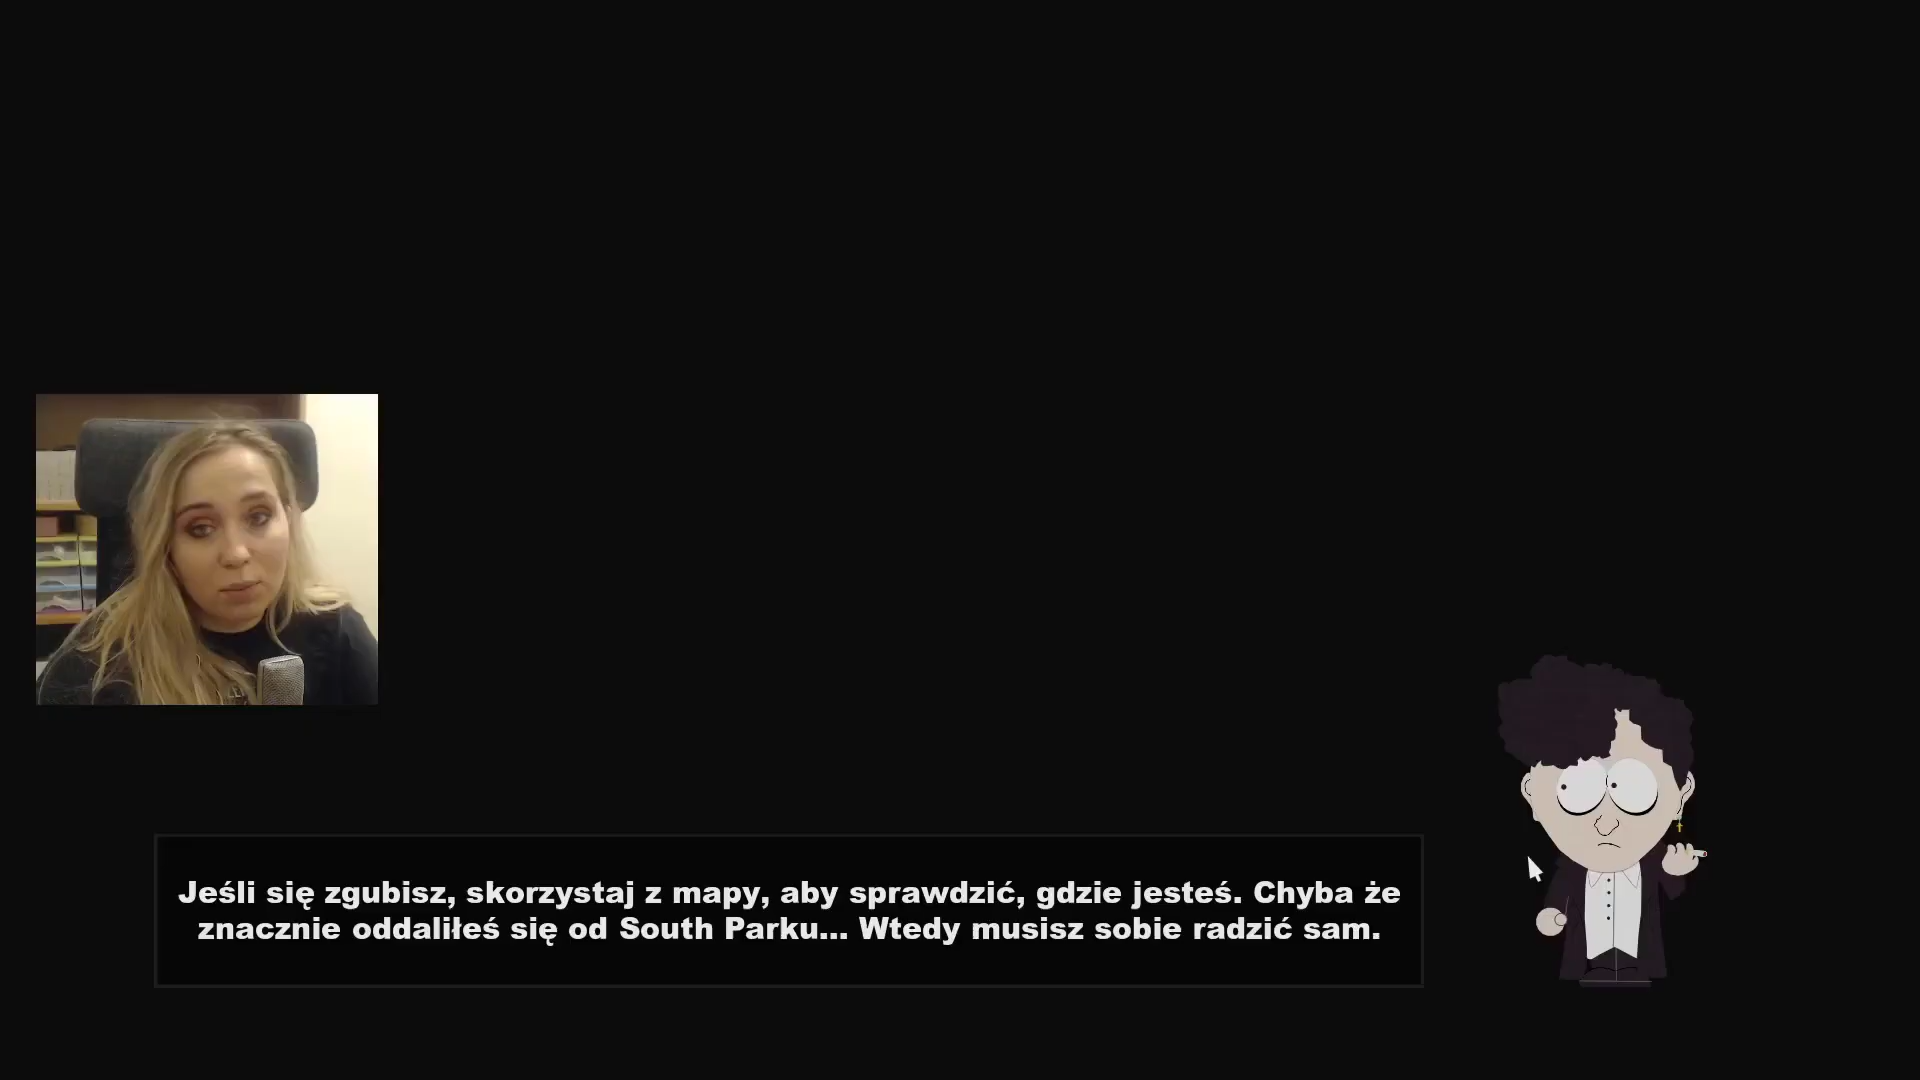 Jeśli się zgubisz, skorzystaj z mapy, aby sprawdzić, gdzie jesteś. Chyba że
znacznie oddaliłeś się od South Parku... Wtedy musisz sobie radzić sam.